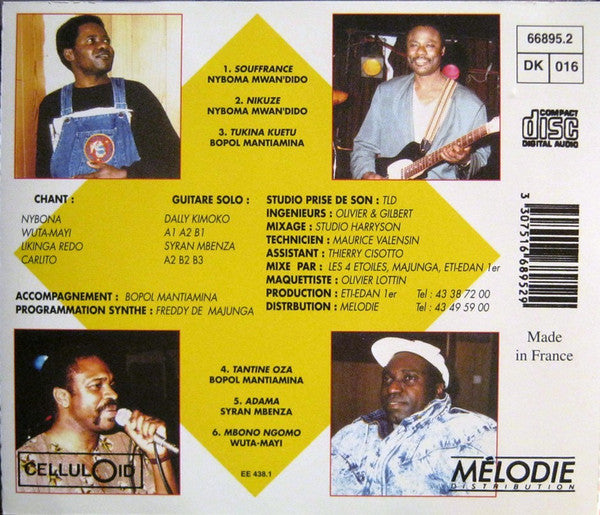 1. SOUFFRANCE
NYBOMA MWAN'DIDO
2. NIKUZE
NYBOMA MWAN'DIDO
3. TUKINA KUETU
BOPOL MANTIAMINA
66895.2
DK 016
COMPACT
disc
DIGITAL AUDIO
CHANT :
NYBONA
WUTA-MAYI
UKINGA REDO
CARLITO
GUITARE SOLO :
DALLY KIMOKO
A1 A2 B1
SYRAN MBENZA
A2 B2 B3
ACCOMPAGNEMENT : BOPOL MANTIAMINA
PROGRAMMATION SYNTHE : FREDDY DE MAJUNGA
STUDIO PRISE DE SON : TLD
INGENIEURS : OLIVIER & GILBERT
MIXAGE : STUDIO HARRYSON
TECHNICIEN : MAURICE VALENSIN
ASSISTANT : THIERRY CISOTTO
MIXE PAR : LES 4 ETOILES, MAJUNGA, ETI-EDAN 1er
MAQUETTISTE : OLIVIER LOTTIN
PRODUCTION : ETI-EDAN 1er Tel : 43 38 72 00
DISTRBUTION : MELODIE Tel : 43 49 59 00
3 307516 689529
Made
in France
4. TANTINE OZA
BOPOL MANTIAMINA
5. ADAMA
SYRAN MBENZA
6. MBONO NGOMO
WUTA-MAYI
CELLULOID
EE 438.1
MÉLODIE
DISTRIBUTION